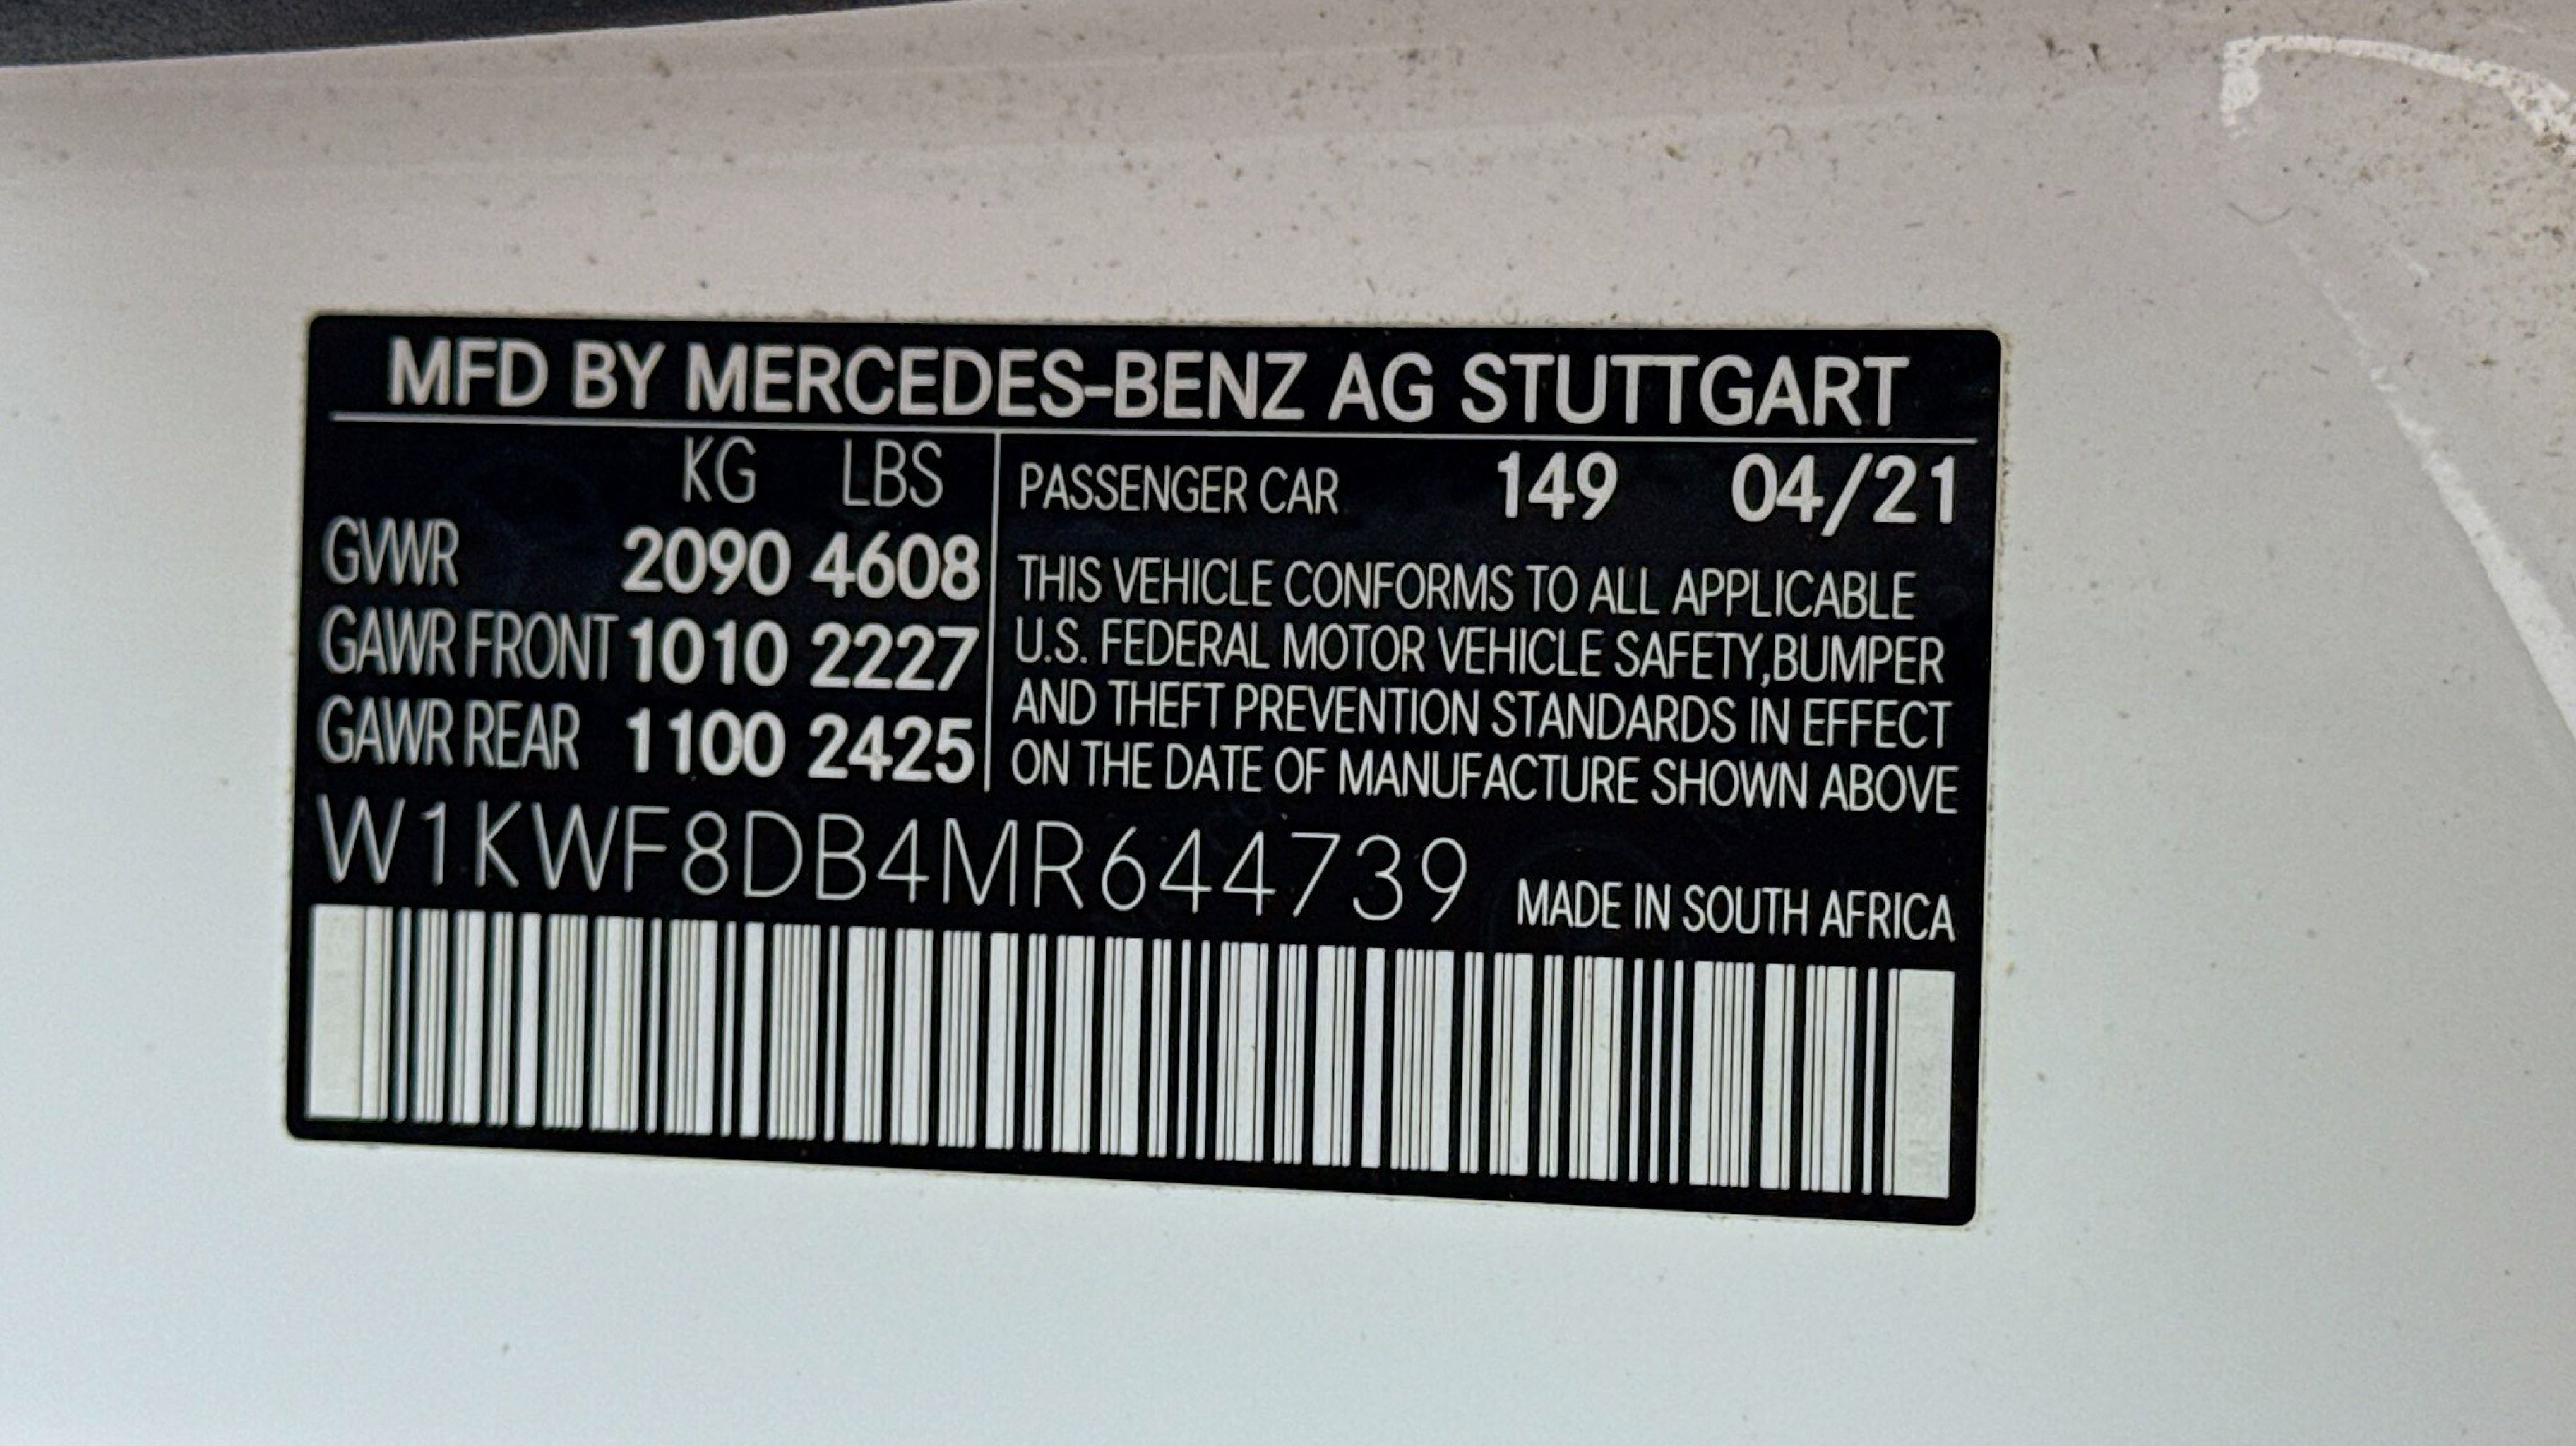 MFD BY MERCEDES-BENZ AG STUTTGART
KG LBS
GVWR 2090 4608
GAWR FRONT 1010 2227
GAWR REAR 1100 2425
PASSENGER CAR 149 04/21
THIS VEHICLE CONFORMS TO ALL APPLICABLE
U.S. FEDERAL MOTOR VEHICLE SAFETY,BUMPER
AND THEFT PREVENTION STANDARDS IN EFFECT
ON THE DATE OF MANUFACTURE SHOWN ABOVE
W1KWF8DB4MR644739
MADE IN SOUTH AFRICA